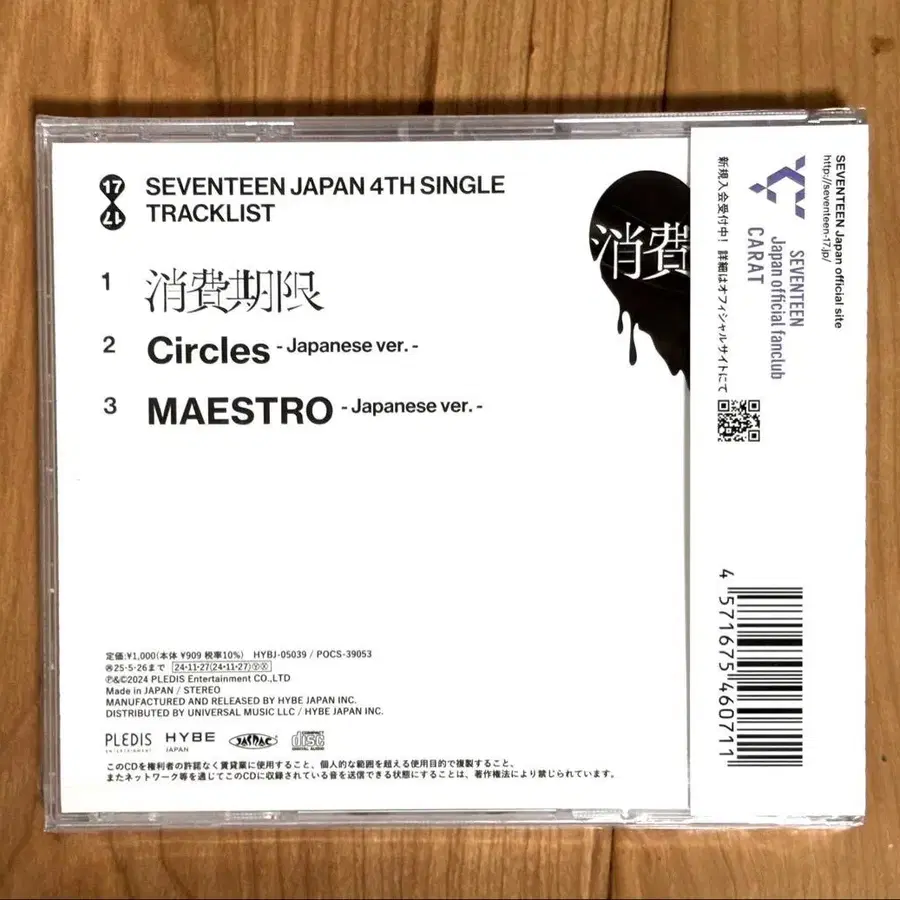 17
17
SEVENTEEN JAPAN 4TH SINGLE
TRACKLIST
1 消費期限
2 Circles - Japanese ver. -
3 MAESTRO - Japanese ver. -
消費
定価:¥1,000(本体 ¥909 税率10%) HYBJ-05039 / POCS-39053
25·5·26まで 24·11·27(24·11·27)ⓎⓍ
Ⓟ&©2024 PLEDIS Entertainment CO.,LTD
Made in JAPAN / STEREO
MANUFACTURED AND RELEASED BY HYBE JAPAN INC.
DISTRIBUTED BY UNIVERSAL MUSIC LLC / HYBE JAPAN INC.
PLEDIS
ENTERTAINMENT
HYBE
JAPAN
JASRAC
COMPACT
disc
DIGITAL AUDIO
このCDを権利者の許諾なく賃貸業に使用すること、個人的な範囲を超える使用目的で複製すること、
またネットワーク等を通じてこのCDに収録されている音を送信できる状態にすることは、著作権法により禁じられています。
SEVENTEEN Japan official site
http://seventeen-17.jp/
SEVENTEEN
Japan official fanclub
CARAT
新規入会受付中! 詳細はオフィシャルサイトにて
4 571675 460711